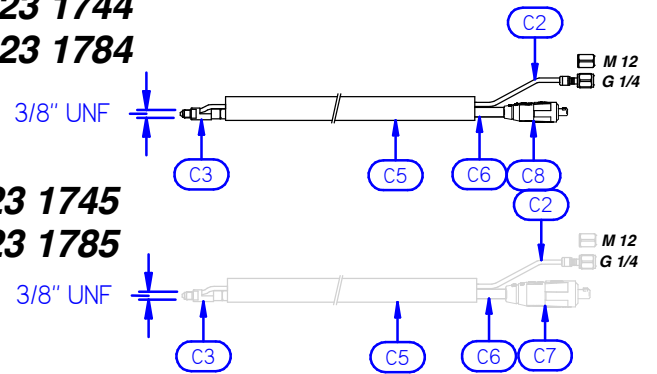 23 1744
23 1784
C2
M 12
G 1/4
3/8" UNF
C3
C5
C6
C8
23 1745
23 1785
C2
M 12
G 1/4
3/8" UNF
C3
C5
C6
C7